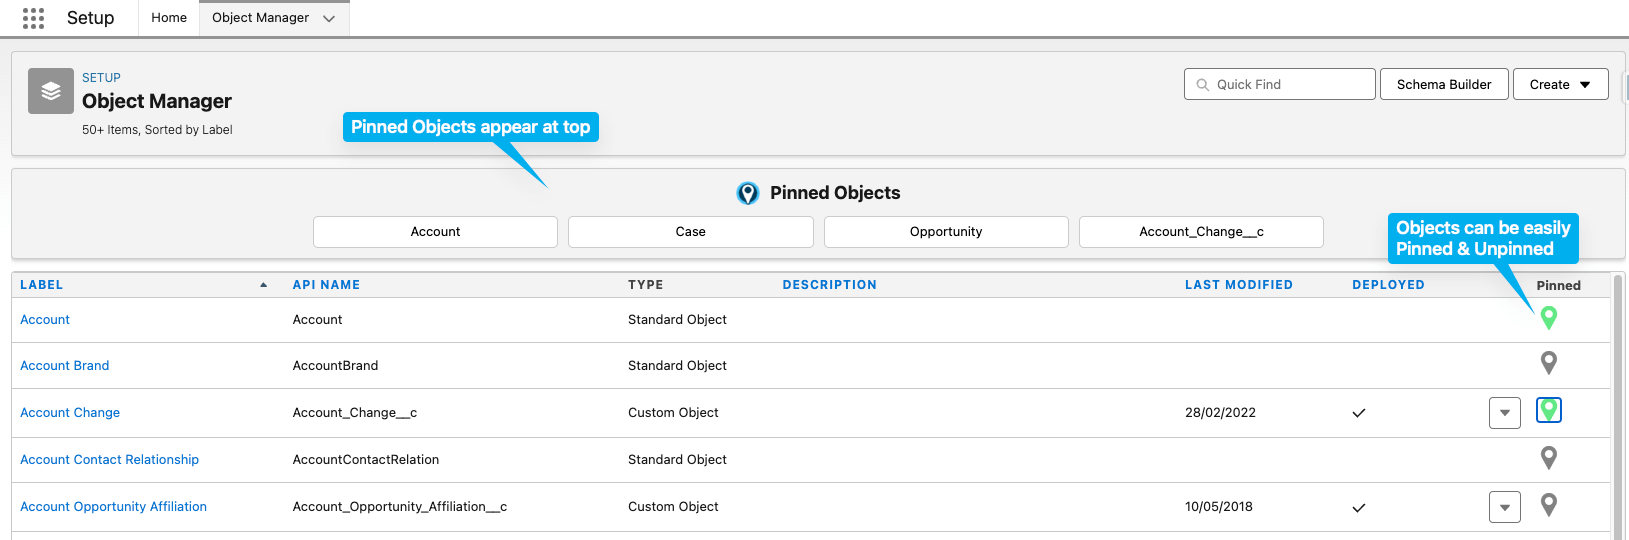 Setup
Home
Object Manager
SETUP
Object Manager
50+ Items, Sorted by Label
Quick Find
Schema Builder
Create
Pinned Objects appear at top
Pinned Objects
Account
Case
Opportunity
Account_Change__c
Objects can be easily
Pinned & Unpinned
LABEL API NAME TYPE DESCRIPTION LAST MODIFIED DEPLOYED Pinned
Account Account Standard Object
Account Brand AccountBrand Standard Object
Account Change Account_Change__c Custom Object 28/02/2022
Account Contact Relationship AccountContactRelation Standard Object
Account Opportunity Affiliation Account_Opportunity_Affiliation__c Custom Object 10/05/2018